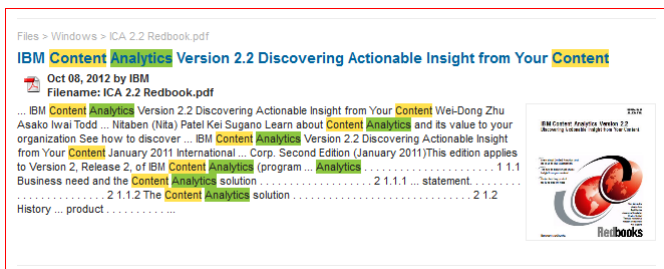 Files > Windows > ICA 2.2 Redbook.pdf
IBM Content Analytics Version 2.2 Discovering Actionable Insight from Your Content
Oct 08, 2012 by IBM
Filename: ICA 2.2 Redbook.pdf
... IBM Content Analytics Version 2.2 Discovering Actionable Insight from Your Content Wei-Dong Zhu
Asako Iwai Todd ... Nitaben (Nita) Patel Kei Sugano Learn about Content Analytics and its value to your
organization See how to discover ... IBM Content Analytics Version 2.2 Discovering Actionable Insight
from Your Content January 2011 International ... Corp. Second Edition (January 2011)This edition applies
to Version 2, Release 2, of IBM Content Analytics (program ... Analytics . . . . . . . . . . . . . . . . . . . . . . . 1 1.1
Business need and the Content Analytics solution . . . . . . . . . . . . . . . . 2 1.1.1 ... statement. . . . . . . .
. . . . . . . . . . . . . . . 2 1.1.2 The Content Analytics solution . . . . . . . . . . . . . . . . . . . . . . . . . . . . 2 1.2
History ... product . . . . . . . . . . ...
IBM Content Analytics Version 2.2
Discovering Actionable Insight from Your Content
Redbooks